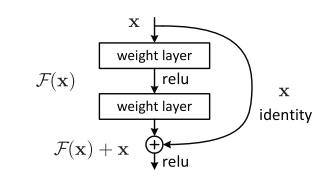 x
weight layer
relu
F(x)
weight layer
x
identity
F(x) + x
+
relu